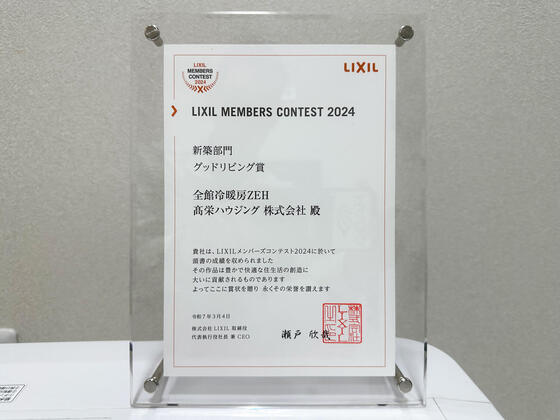 LIXIL
MEMBERS
CONTEST
2024
LIXIL
LIXIL MEMBERS CONTEST 2024
新築部門
グッドリビング賞
全館冷暖房ZEH
髙栄ハウジング 株式会社 殿
貴社は、LIXILメンバーズコンテスト2024に於いて
頭書の成績を収められました
その作品は豊かで快適な住生活の創造に
大いに貢献されるものであります
よってここに賞状を贈り 永くその栄誉を讃えます
令和7年3月4日
株式会社 LIXIL 取締役
代表執行役社長 兼 CEO
瀬戸 欣哉